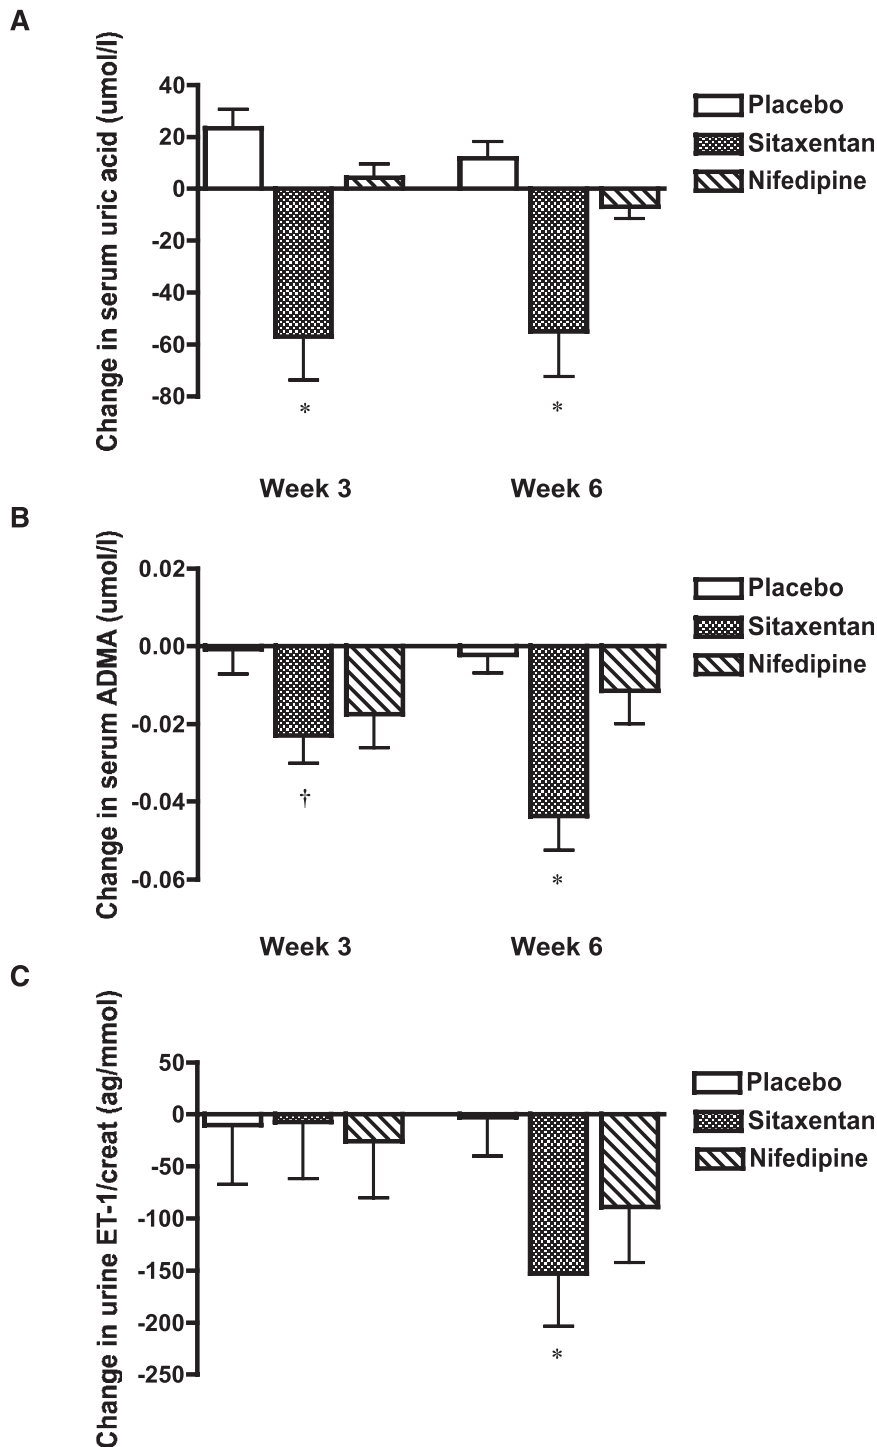 A
Change in serum uric acid (umol/l)
40
20
0
-20
-40
-60
-80
*
*
Week 3
Week 6
Placebo
Sitaxentan
Nifedipine
B
Change in serum ADMA (umol/l)
0.02
0.00
-0.02
-0.04
-0.06
†
*
Week 3
Week 6
Placebo
Sitaxentan
Nifedipine
C
Change in urine ET-1/creat (ag/mmol)
50
0
-50
-100
-150
-200
-250
*
Placebo
Sitaxentan
Nifedipine